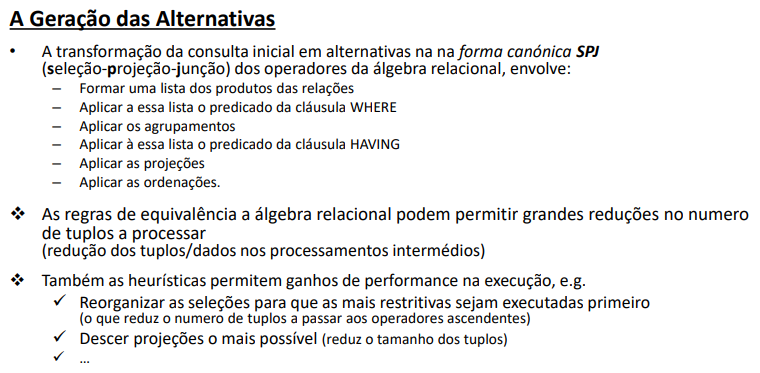 A Geração das Alternativas
• A transformação da consulta inicial em alternativas na na forma canónica SPJ
(seleção-projeção-junção) dos operadores da álgebra relacional, envolve:
– Formar uma lista dos produtos das relações
– Aplicar a essa lista o predicado da cláusula WHERE
– Aplicar os agrupamentos
– Aplicar à essa lista o predicado da cláusula HAVING
– Aplicar as projeções
– Aplicar as ordenações.
❖ As regras de equivalência a álgebra relacional podem permitir grandes reduções no numero
de tuplos a processar
(redução dos tuplos/dados nos processamentos intermédios)
❖ Também as heurísticas permitem ganhos de performance na execução, e.g.
✓ Reorganizar as seleções para que as mais restritivas sejam executadas primeiro
(o que reduz o numero de tuplos a passar aos operadores ascendentes)
✓ Descer projeções o mais possível (reduz o tamanho dos tuplos)
✓ ...